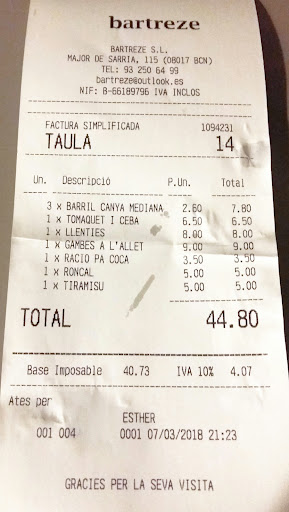 bartreze
BARTREZE S.L.
MAJOR DE SARRIA, 115 (08017 BCN)
TEL: 93 250 64 99
bartreze@outlook.es
NIF: B-66189796 IVA INCLOS
FACTURA SIMPLIFICADA 1094231
TAULA 14
Un. Descripció P.Un. Total
3 x BARRIL CANYA MEDIANA 2.60 7.80
1 x TOMAQUET I CEBA 6.50 6.50
1 x LLENTIES 8.00 8.00
1 x GAMBES A L'ALLET 9.00 9.00
1 x RACIO PA COCA 3.50 3.50
1 x RONCAL 5.00 5.00
1 x TIRAMISU 5.00 5.00
TOTAL 44.80
Base Imposable 40.73 IVA 10% 4.07
Ates per
ESTHER
001 004 0001 07/03/2018 21:23
GRACIES PER LA SEVA VISITA